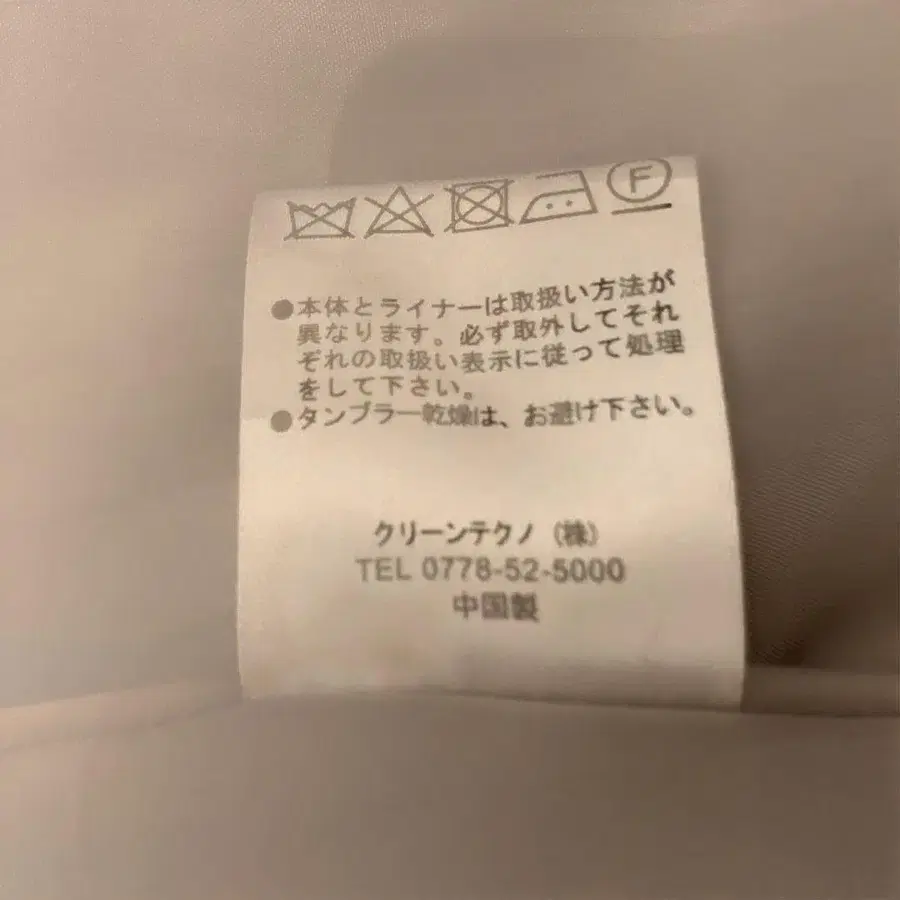 F
●本体とライナーは取扱い方法が
異なります。必ず取外してそれ
ぞれの取扱い表示に従って処理
をして下さい。
●タンブラー乾燥は、お避け下さい。
クリーンテクノ（株）
TEL 0778-52-5000
中国製